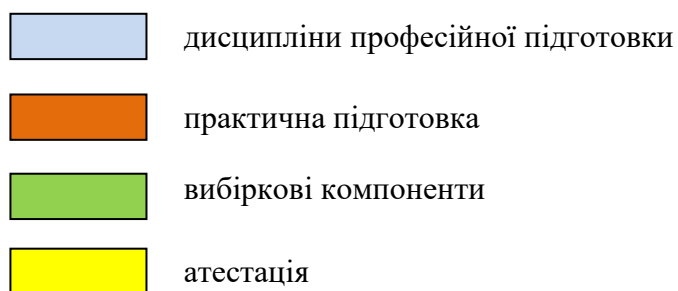 дисципліни професійної підготовки
практична підготовка
вибіркові компоненти
атестація